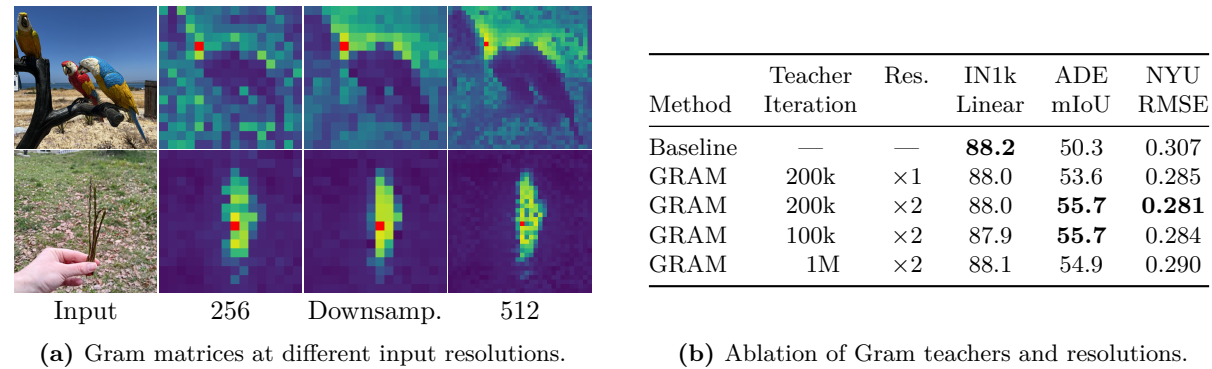 Input 256 Downsamp. 512
(a) Gram matrices at different input resolutions.
Teacher Res. IN1k ADE NYU
Method Iteration Linear mIoU RMSE
Baseline — — 88.2 50.3 0.307
GRAM 200k ×1 88.0 53.6 0.285
GRAM 200k ×2 88.0 55.7 0.281
GRAM 100k ×2 87.9 55.7 0.284
GRAM 1M ×2 88.1 54.9 0.290
(b) Ablation of Gram teachers and resolutions.